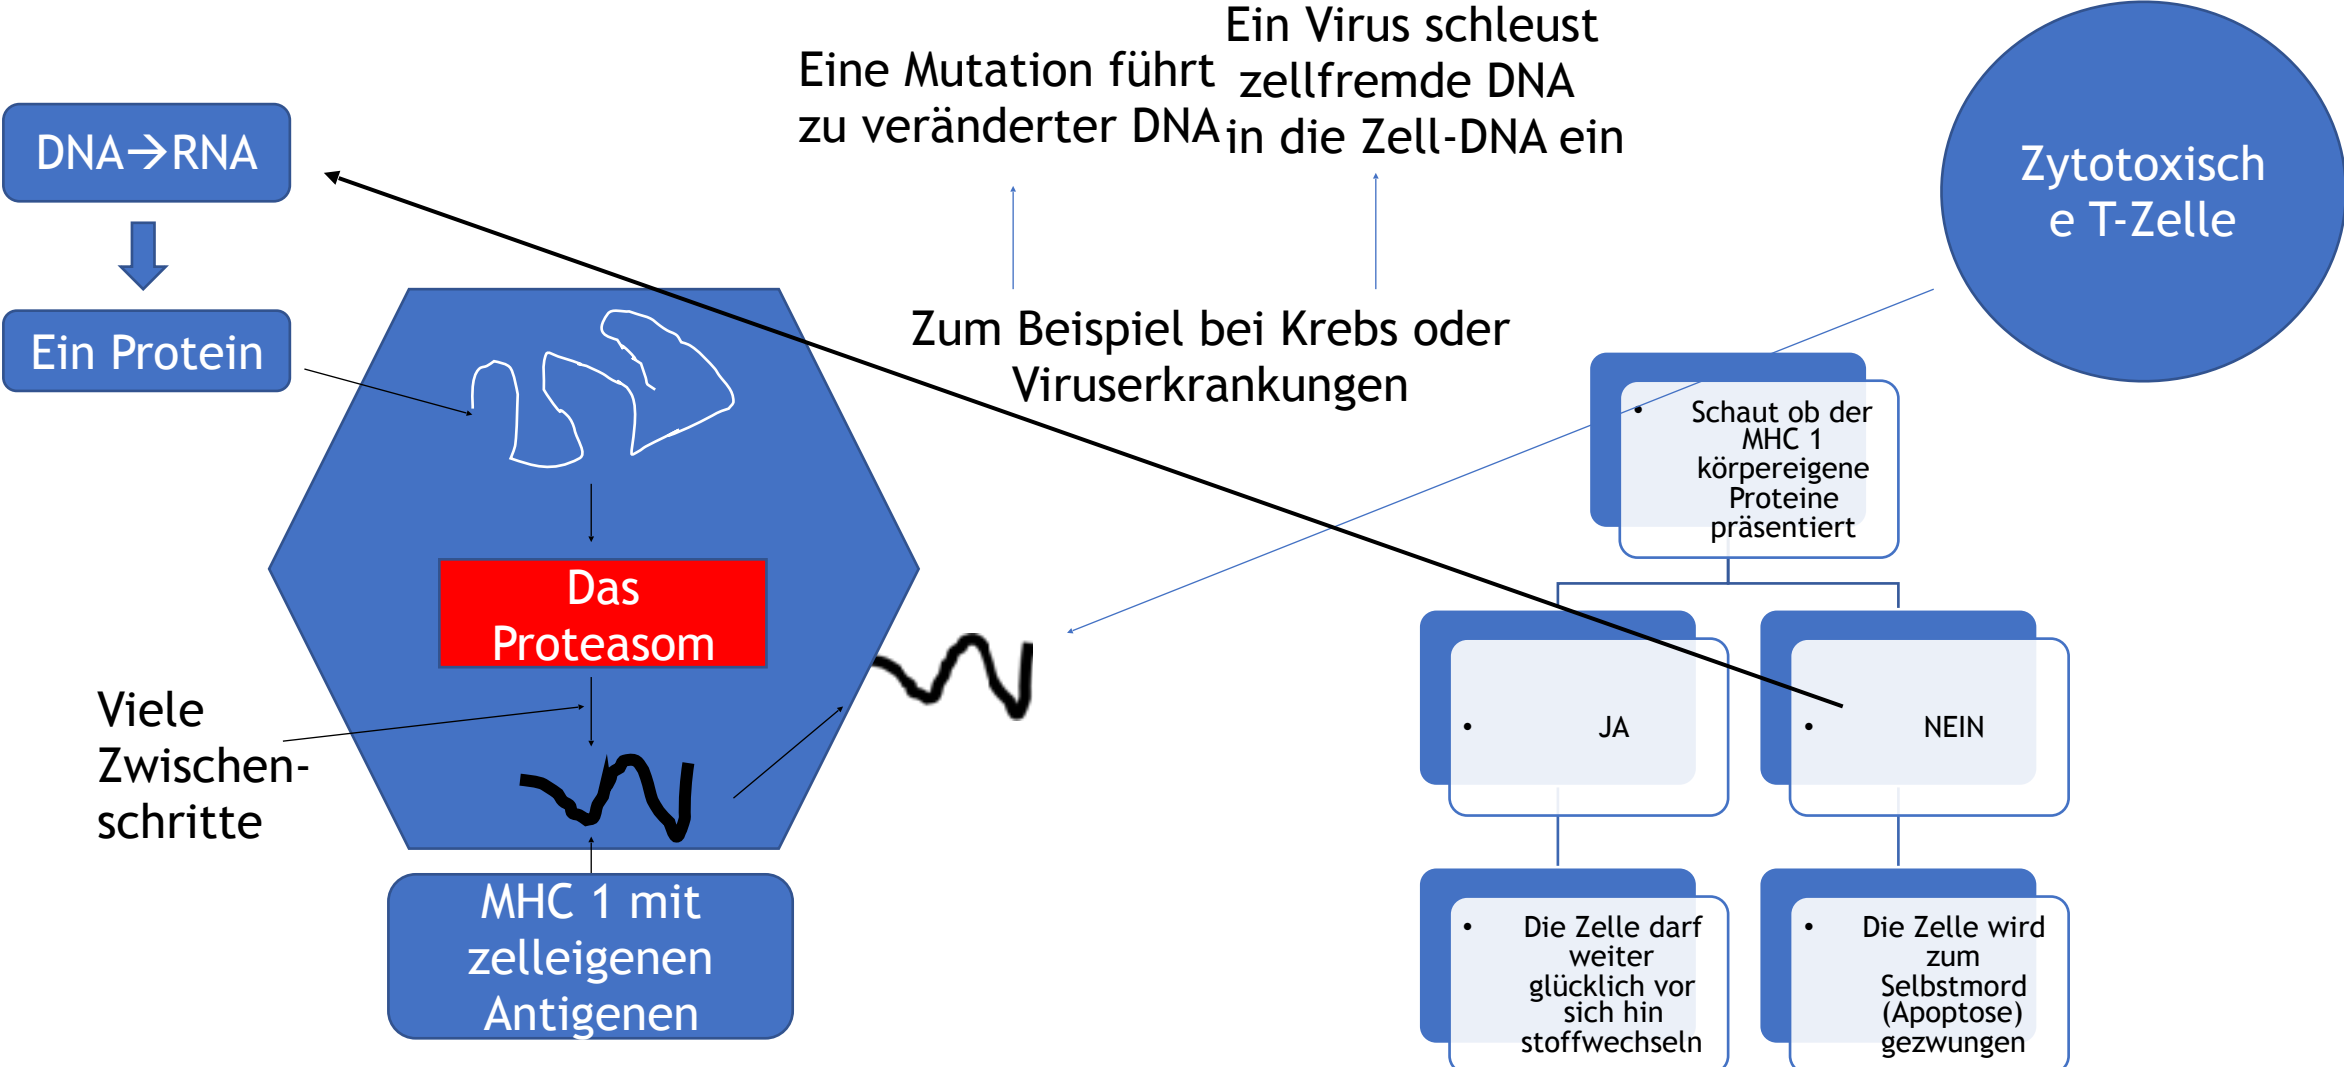 DNA→RNA
Ein Protein
Eine Mutation führt
zu veränderter DNA
Ein Virus schleust
zellfremde DNA
in die Zell-DNA ein
Zum Beispiel bei Krebs oder
Viruserkrankungen
Zytotoxisch
e T-Zelle
Das
Proteasom
Viele
Zwischen-
schritte
MHC 1 mit
zelleigenen
Antigenen
• Schaut ob der
MHC 1
körpereigene
Proteine
präsentiert
• JA
• NEIN
• Die Zelle darf
weiter
glücklich vor
sich hin
stoffwechseln
• Die Zelle wird
zum
Selbstmord
(Apoptose)
gezwungen